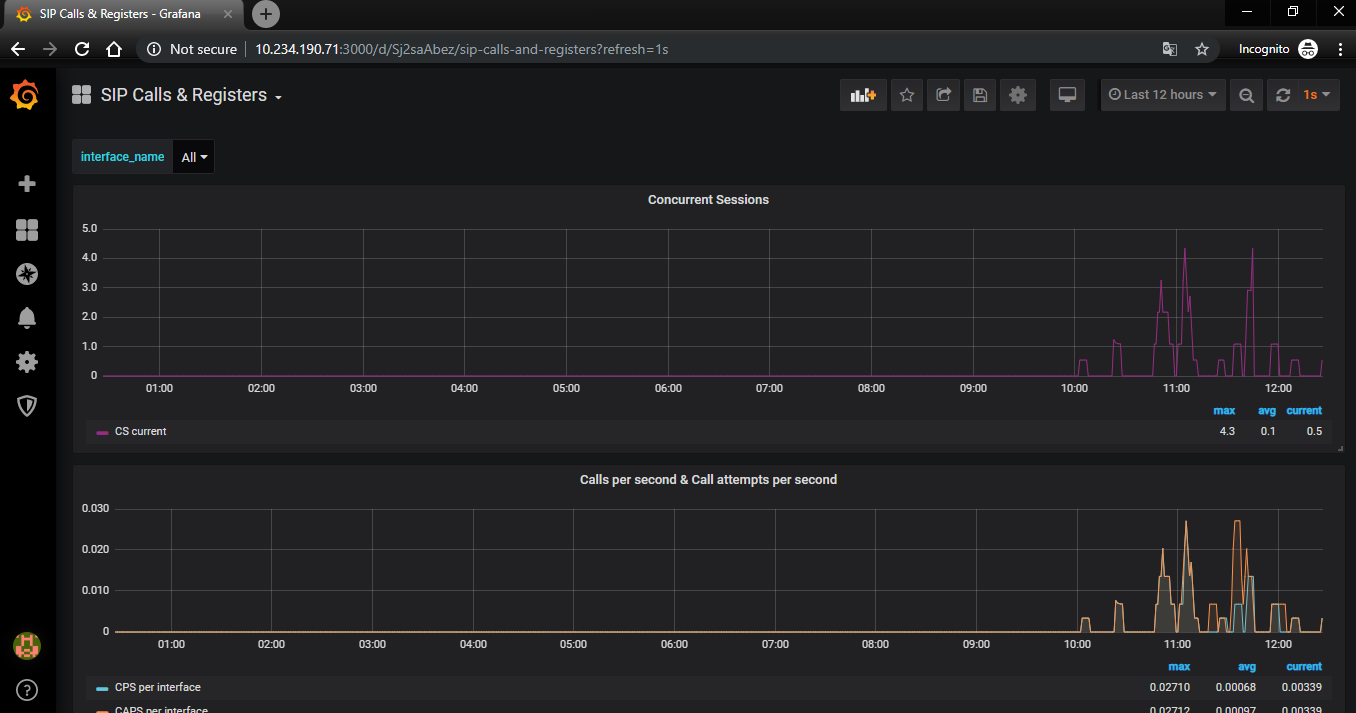 SIP Calls & Registers - Grafana
Not secure 10.234.190.71:3000/d/Sj2saAbez/sip-calls-and-registers?refresh=1s Incognito
SIP Calls & Registers Last 12 hours 1s
interface_name All
Concurrent Sessions
5.0
4.0
3.0
2.0
1.0
0
01:00 02:00 03:00 04:00 05:00 06:00 07:00 08:00 09:00 10:00 11:00 12:00
max avg current
CS current 4.3 0.1 0.5
Calls per second & Call attempts per second
0.030
0.020
0.010
0
01:00 02:00 03:00 04:00 05:00 06:00 07:00 08:00 09:00 10:00 11:00 12:00
max avg current
CPS per interface 0.02710 0.00068 0.00339
CAPS per interface 0.02712 0.00097 0.00339